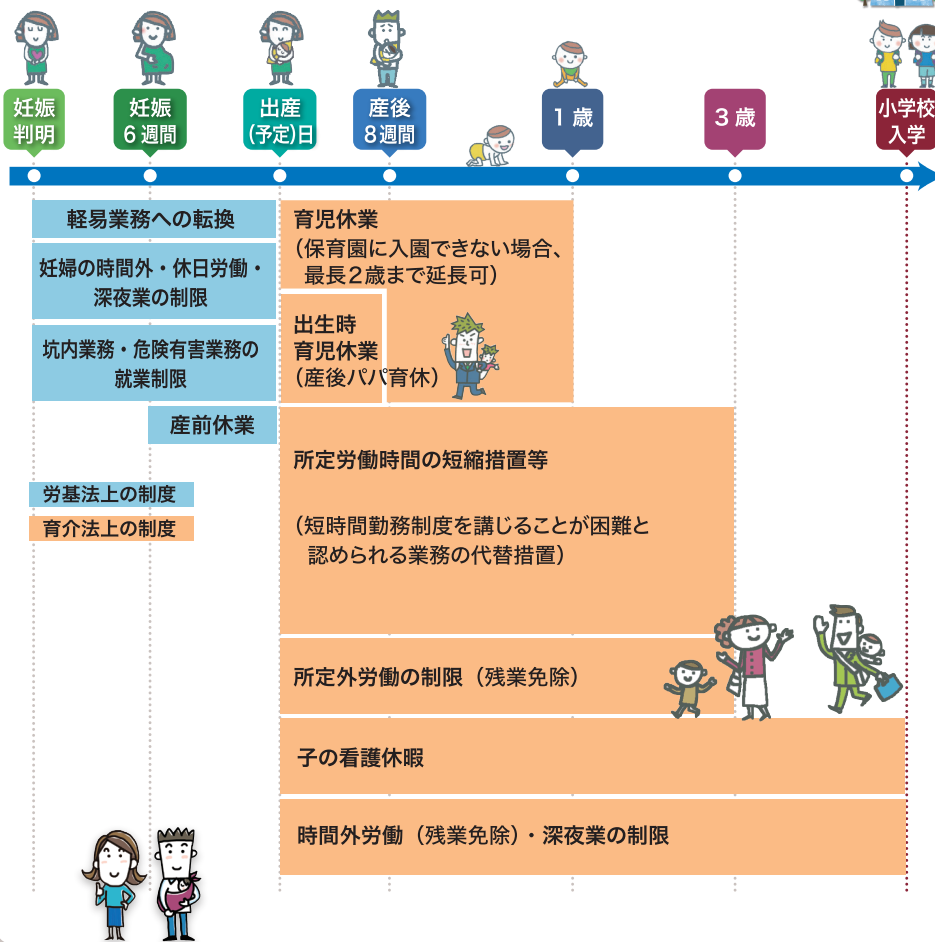 妊娠
判明
妊娠
6週間
出産
(予定)日
産後
8週間
1歳
3歳
小学校
入学
軽易業務への転換
妊婦の時間外・休日労働・
深夜業の制限
坑内業務・危険有害業務の
就業制限
産前休業
労基法上の制度
育介法上の制度
育児休業
（保育園に入園できない場合、
最長2歳まで延長可）
出生時
育児休業
（産後パパ育休）
所定労働時間の短縮措置等
（短時間勤務制度を講じることが困難と
認められる業務の代替措置）
所定外労働の制限（残業免除）
子の看護休暇
時間外労働（残業免除）・深夜業の制限